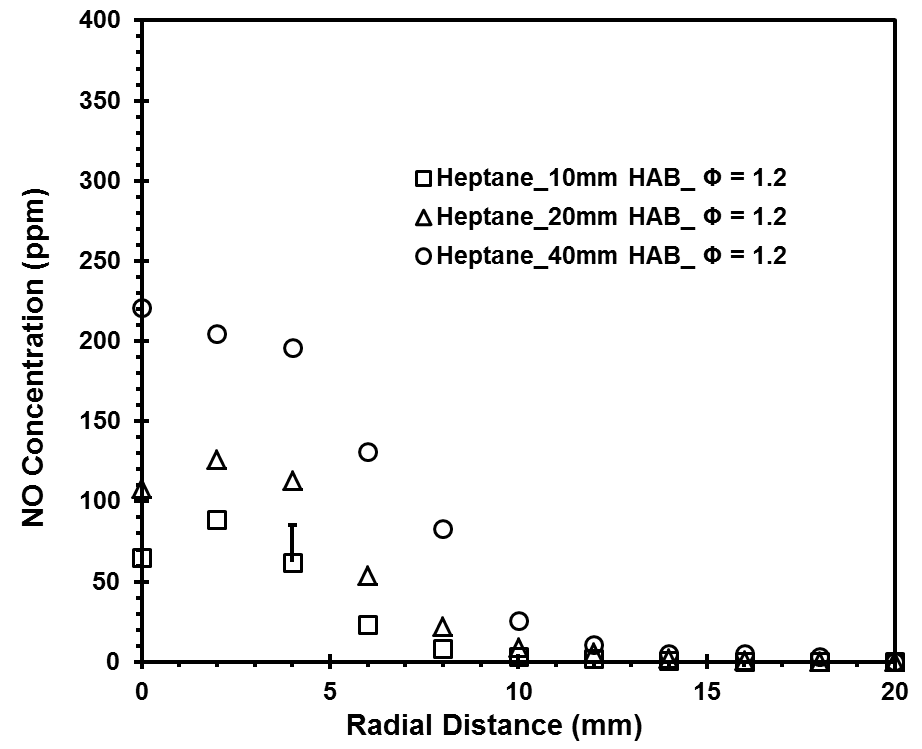 400
350
300
250
200
150
100
50
0
NO Concentration (ppm)
Heptane_10mm HAB_ Φ = 1.2
Heptane_20mm HAB_ Φ = 1.2
Heptane_40mm HAB_ Φ = 1.2
0 5 10 15 20
Radial Distance (mm)